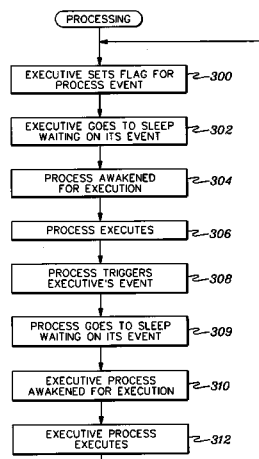 PROCESSING
EXECUTIVE SETS FLAG FOR
PROCESS EVENT
300
EXECUTIVE GOES TO SLEEP
WAITING ON ITS EVENT
302
PROCESS AWAKENED
FOR EXECUTION
304
PROCESS EXECUTES
306
PROCESS TRIGGERS
EXECUTIVE'S EVENT
308
PROCESS GOES TO SLEEP
WAITING ON ITS EVENT
309
EXECUTIVE PROCESS
AWAKENED FOR EXECUTION
310
EXECUTIVE PROCESS
EXECUTES
312